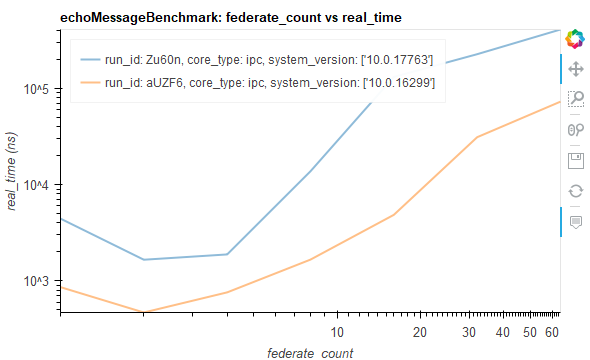 echoMessageBenchmark: federate_count vs real_time
run_id: Zu60n, core_type: ipc, system_version: ['10.0.17763']
run_id: aUZF6, core_type: ipc, system_version: ['10.0.16299']
real_time (ns)
10^5
10^4
10^3
10 20 30 40 50 60
federate_count